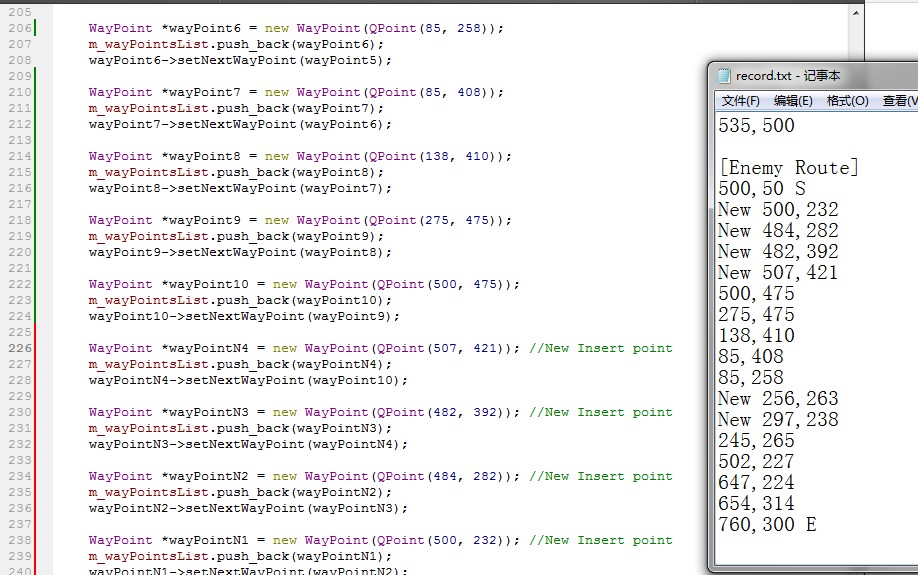 205
206 WayPoint *wayPoint6 = new WayPoint(QPoint(85, 258));
207 m_wayPointsList.push_back(wayPoint6);
208 wayPoint6->setNextWayPoint(wayPoint5);
209
210 WayPoint *wayPoint7 = new WayPoint(QPoint(85, 408));
211 m_wayPointsList.push_back(wayPoint7);
212 wayPoint7->setNextWayPoint(wayPoint6);
213
214 WayPoint *wayPoint8 = new WayPoint(QPoint(138, 410));
215 m_wayPointsList.push_back(wayPoint8);
216 wayPoint8->setNextWayPoint(wayPoint7);
217
218 WayPoint *wayPoint9 = new WayPoint(QPoint(275, 475));
219 m_wayPointsList.push_back(wayPoint9);
220 wayPoint9->setNextWayPoint(wayPoint8);
221
222 WayPoint *wayPoint10 = new WayPoint(QPoint(500, 475));
223 m_wayPointsList.push_back(wayPoint10);
224 wayPoint10->setNextWayPoint(wayPoint9);
225
226 WayPoint *wayPointN4 = new WayPoint(QPoint(507, 421)); //New Insert point
227 m_wayPointsList.push_back(wayPointN4);
228 wayPointN4->setNextWayPoint(wayPoint10);
229
230 WayPoint *wayPointN3 = new WayPoint(QPoint(482, 392)); //New Insert point
231 m_wayPointsList.push_back(wayPointN3);
232 wayPointN3->setNextWayPoint(wayPointN4);
233
234 WayPoint *wayPointN2 = new WayPoint(QPoint(484, 282)); //New Insert point
235 m_wayPointsList.push_back(wayPointN2);
236 wayPointN2->setNextWayPoint(wayPointN3);
237
238 WayPoint *wayPointN1 = new WayPoint(QPoint(500, 232)); //New Insert point
239 m_wayPointsList.push_back(wayPointN1);
240 wayPointN1->setNextWayPoint(wayPointN2);
record.txt - 记事本
文件(F) 编辑(E) 格式(O) 查看(V
535,500
[Enemy Route]
500,50 S
New 500,232
New 484,282
New 482,392
New 507,421
500,475
275,475
138,410
85,408
85,258
New 256,263
New 297,238
245,265
502,227
647,224
654,314
760,300 E